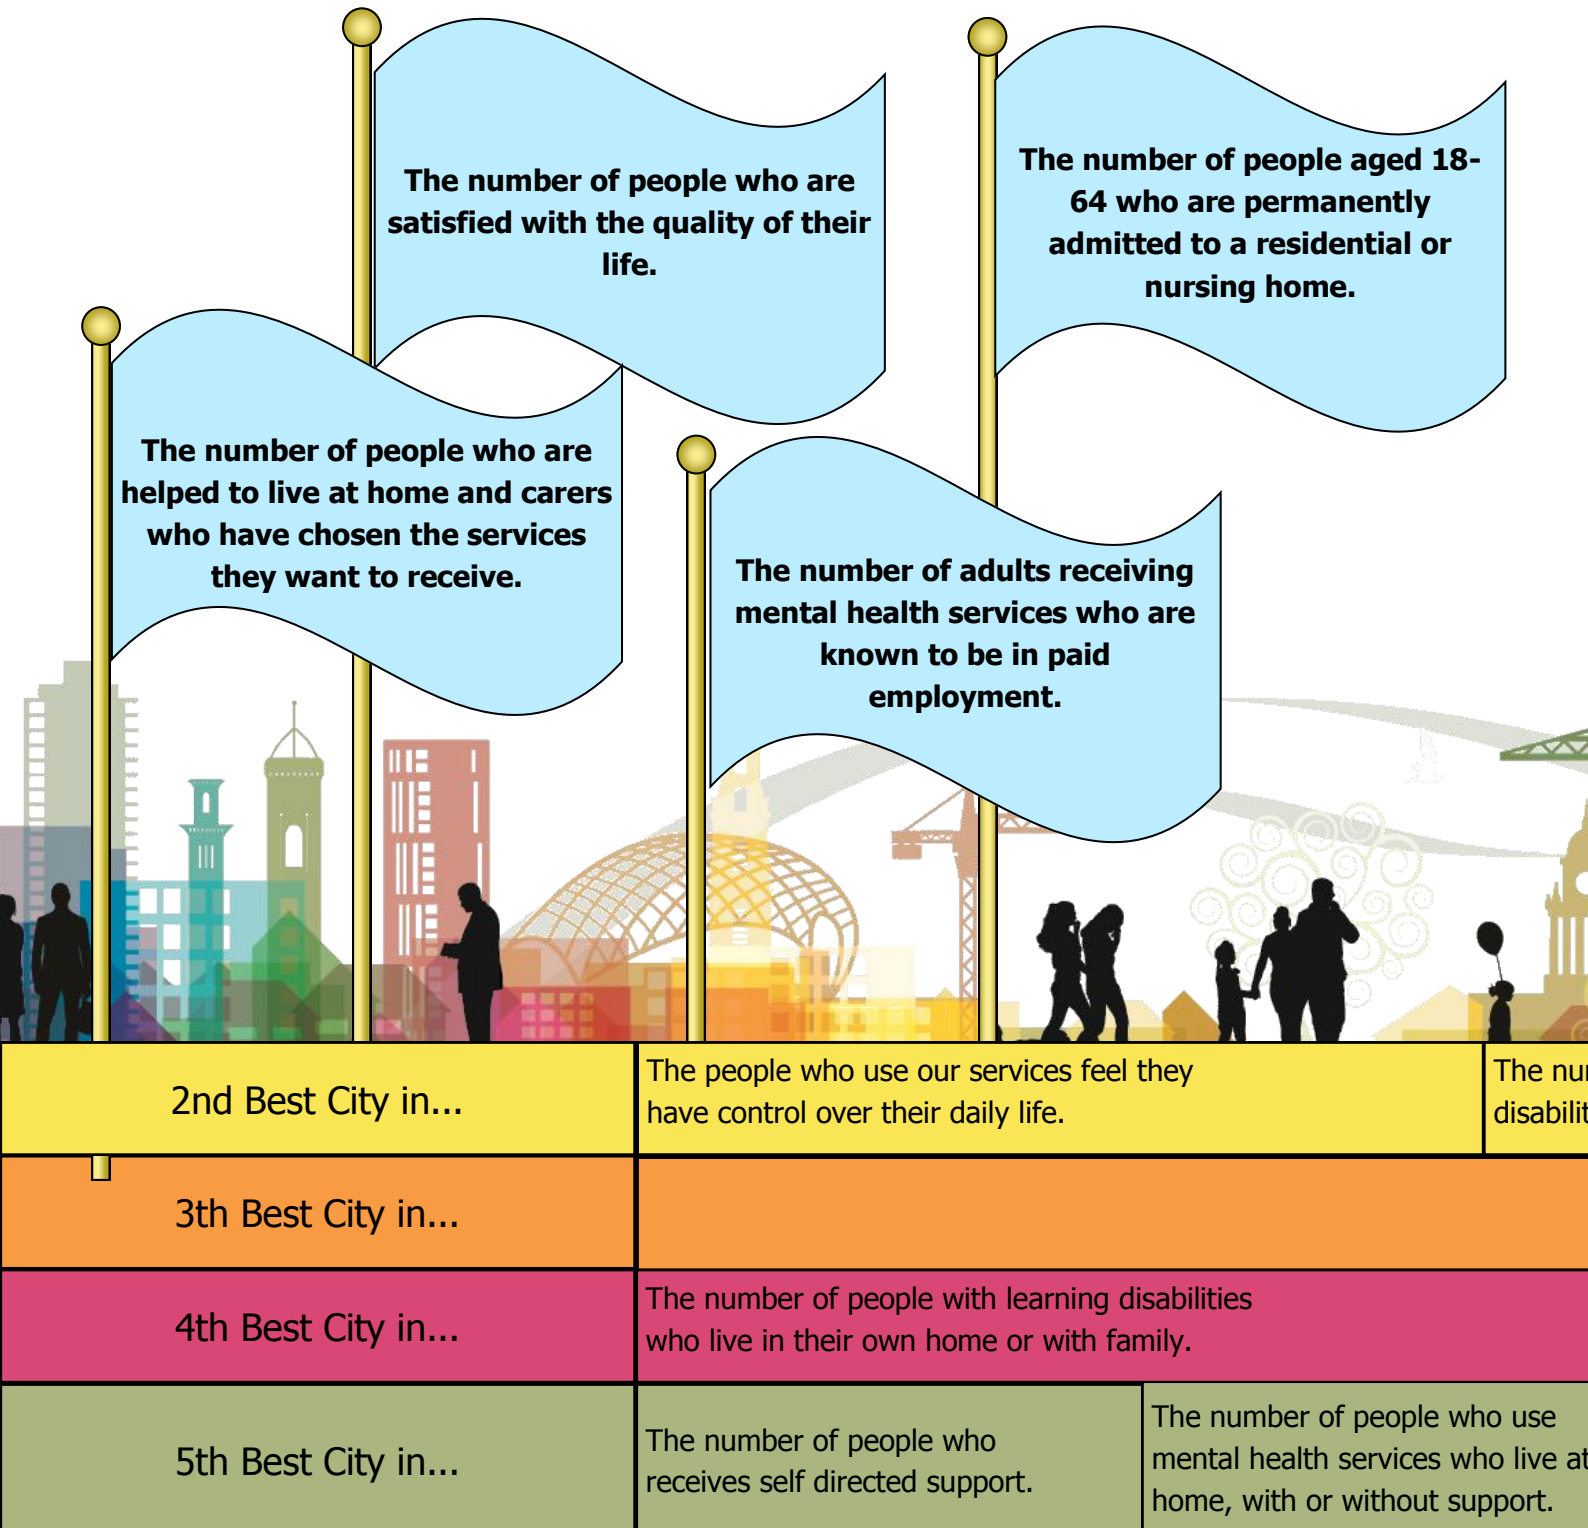 The number of people who are
satisfied with the quality of their
life.
The number of people aged 18-
64 who are permanently
admitted to a residential or
nursing home.
The number of people who are
helped to live at home and carers
who have chosen the services
they want to receive.
The number of adults receiving
mental health services who are
known to be in paid
employment.
2nd Best City in...
The people who use our services feel they
have control over their daily life.
The
3th Best City in...
4th Best City in...
The number of people with learning disabilities
who live in their own home or with family.
5th Best City in...
The number of people who
receives self directed support.
The number of people who use
mental health services who live at
home, with or without support.